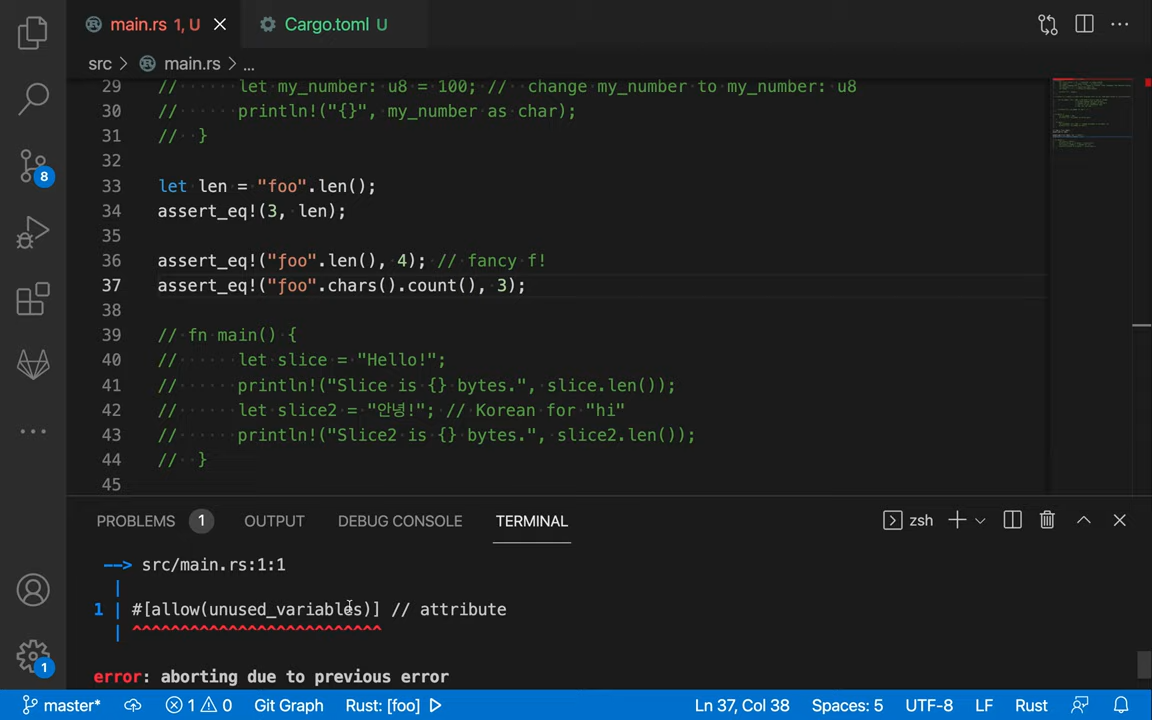 main.rs 1, U
Cargo.toml U
src > main.rs > ...
29 // let my_number: u8 = 100; // change my_number to my_number: u8
30 // println!("{}", my_number as char);
31 // }
32
33 let len = "foo".len();
34 assert_eq!(3, len);
35
36 assert_eq!("ƒoo".len(), 4); // fancy f!
37 assert_eq!("ƒoo".chars().count(), 3);
38
39 // fn main() {
40 // let slice = "Hello!";
41 // println!("Slice is {} bytes.", slice.len());
42 // let slice2 = "안녕!"; // Korean for "hi"
43 // println!("Slice2 is {} bytes.", slice2.len());
44 // }
45
8
PROBLEMS 1 OUTPUT DEBUG CONSOLE TERMINAL zsh
--> src/main.rs:1:1
|
1 | #[allow(unused_variables)] // attribute
| ^^^^^^^^^^^^^^^^^^^^^^^^^^
error: aborting due to previous error
1
master* 1 0 Git Graph Rust: [foo] Ln 37, Col 38 Spaces: 5 UTF-8 LF Rust